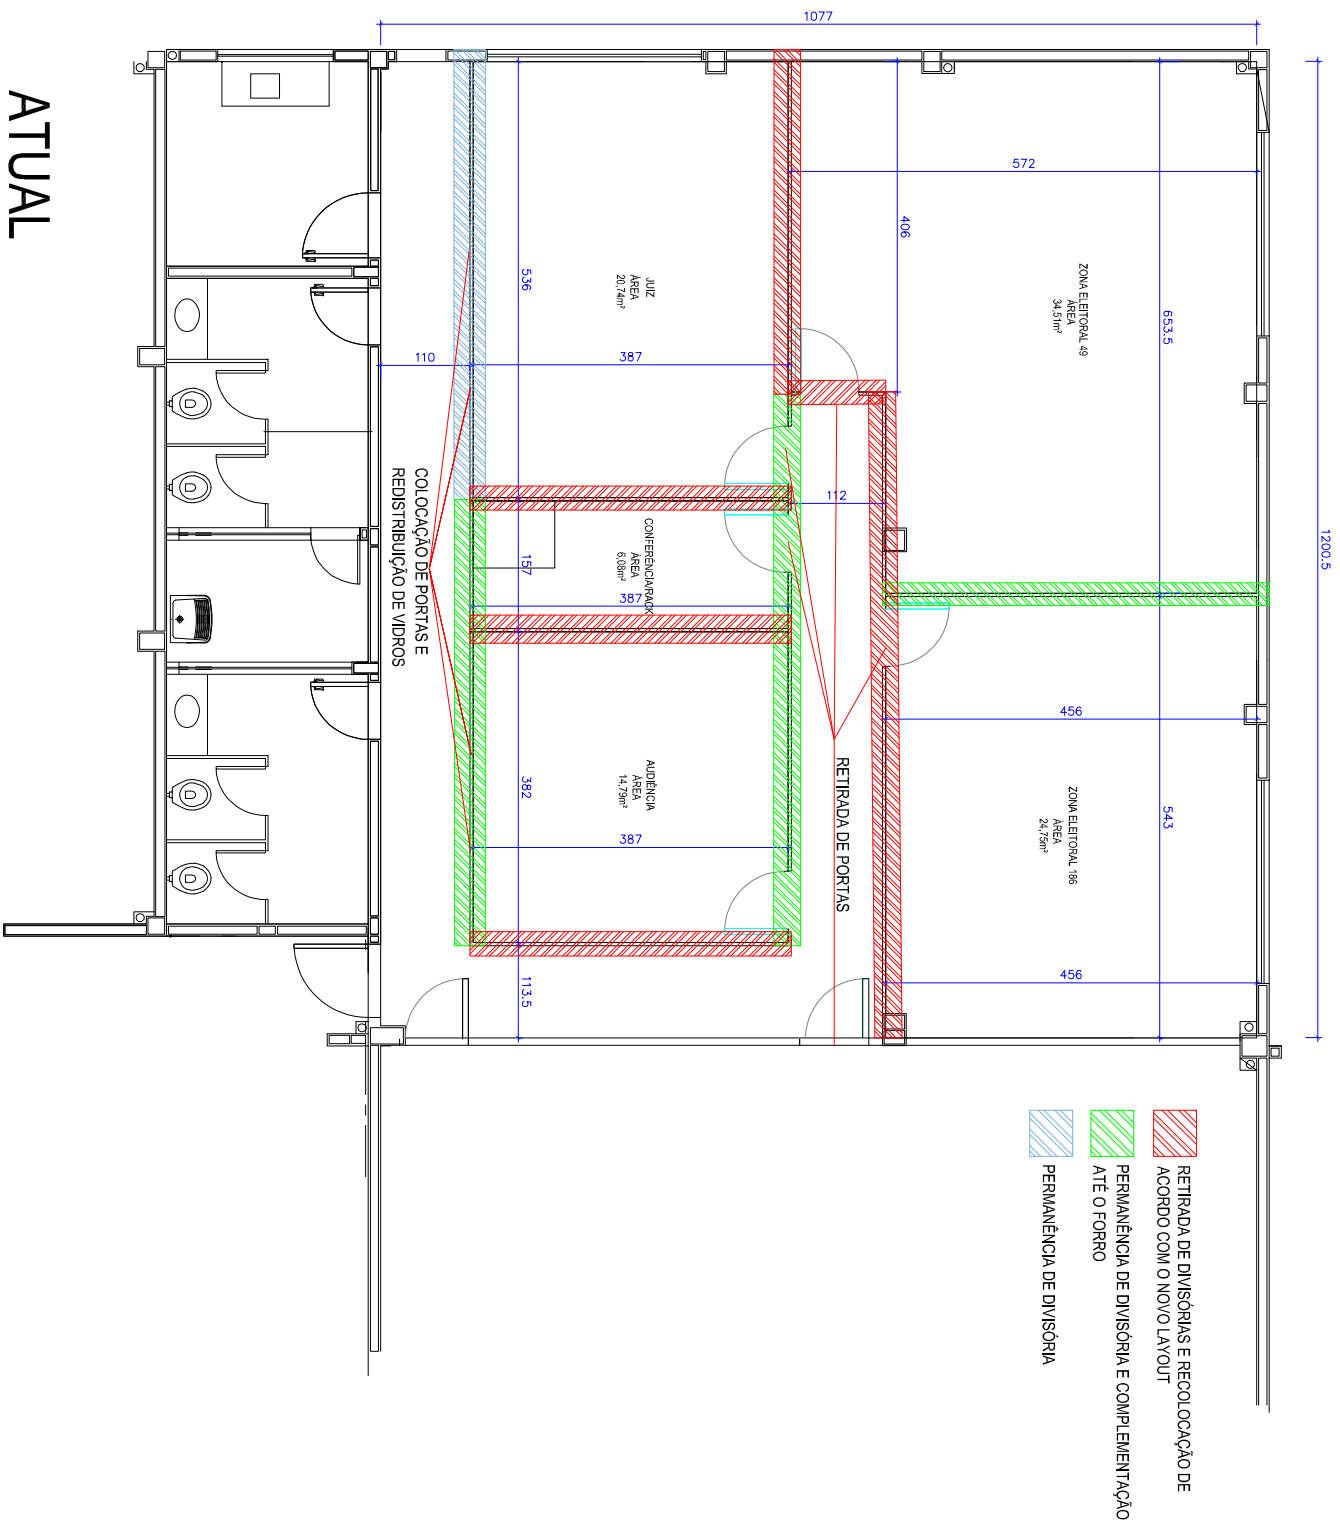 ATUAL
1077
1200.5
572
406
653.5
ZONA ELEITORAL 49
ÁREA
34,51m²
536
JUIZ
ÁREA
20,74m²
110
387
112
COLOCAÇÃO DE PORTAS E
REDISTRIBUIÇÃO DE VIDROS
157
CONFERÊNCIA/RACK
ÁREA
6,08m²
387
456
382
AUDIÊNCIA
ÁREA
14,79m²
387
RETIRADA DE PORTAS
ZONA ELEITORAL 186
ÁREA
24,75m²
543
456
113.5
RETIRADA DE DIVISÓRIAS E RECOLOCAÇÃO DE
ACORDO COM O NOVO LAYOUT
PERMANÊNCIA DE DIVISÓRIA E COMPLEMENTAÇÃO
ATÉ O FORRO
PERMANÊNCIA DE DIVISÓRIA